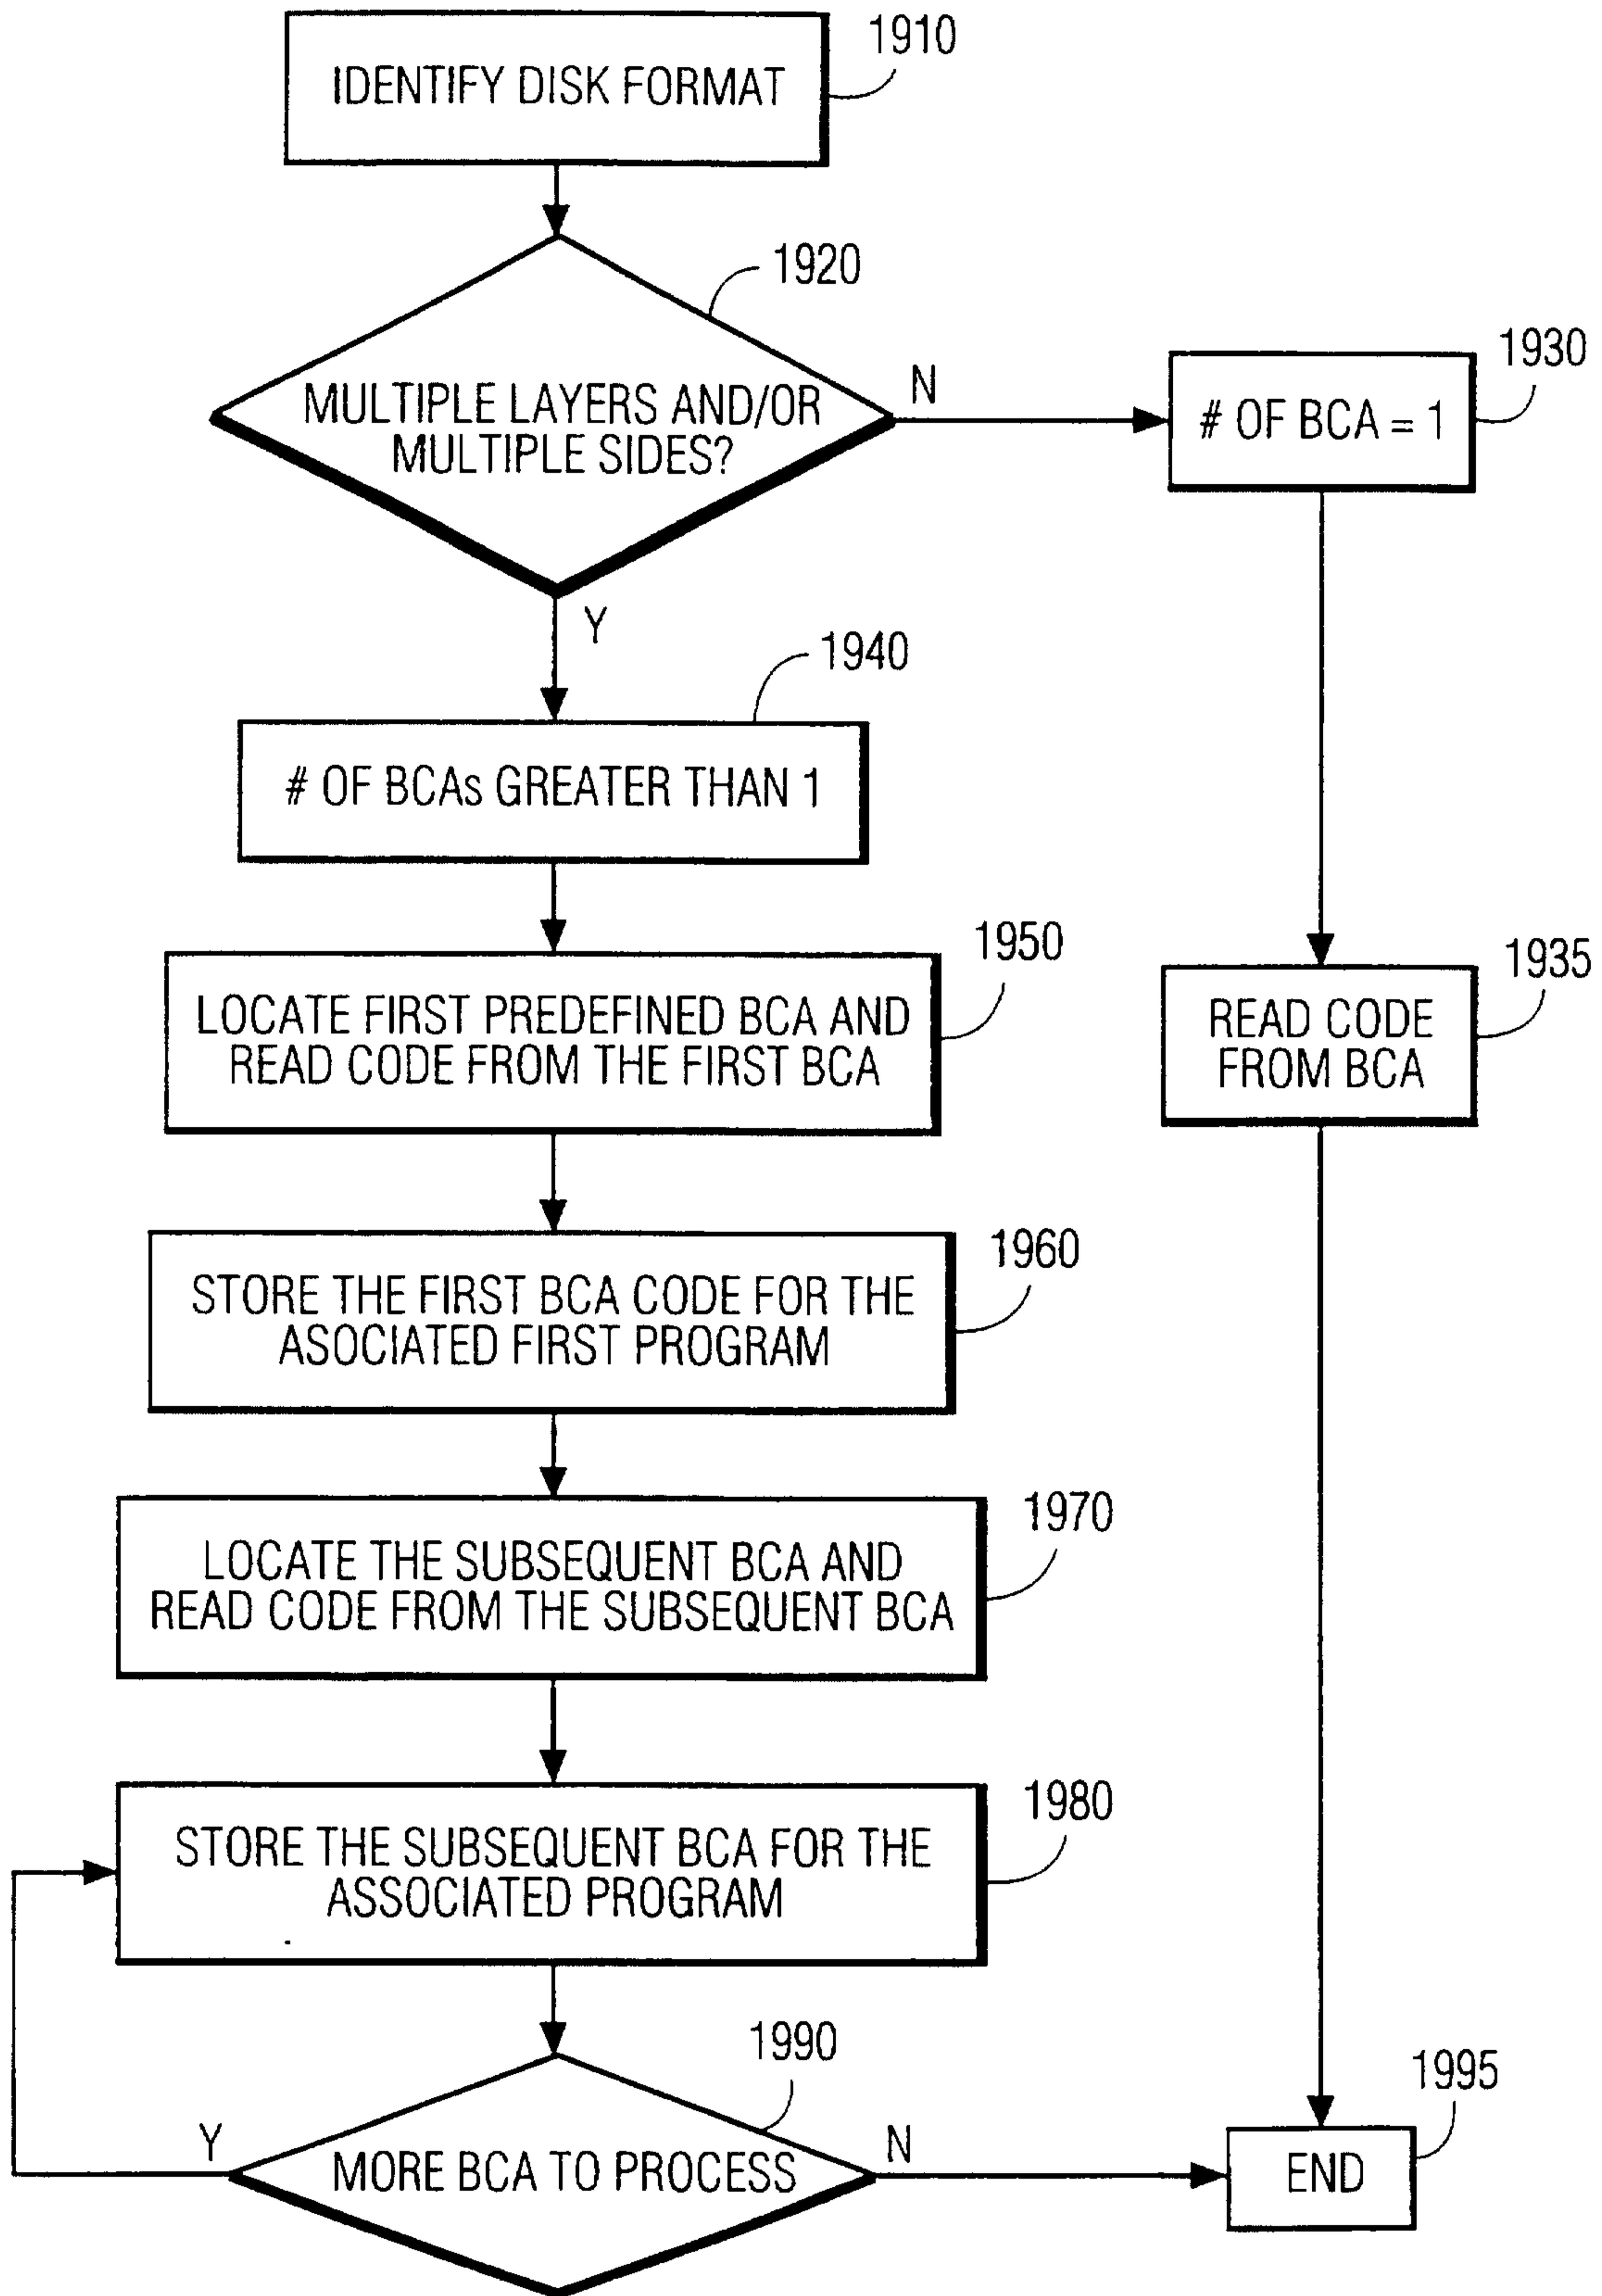 1910
IDENTIFY DISK FORMAT
1920
MULTIPLE LAYERS AND/OR
MULTIPLE SIDES?
N
1930
# OF BCA = 1
Y
1940
# OF BCAs GREATER THAN 1
1950
LOCATE FIRST PREDEFINED BCA AND
READ CODE FROM THE FIRST BCA
1935
READ CODE
FROM BCA
1960
STORE THE FIRST BCA CODE FOR THE
ASOCIATED FIRST PROGRAM
1970
LOCATE THE SUBSEQUENT BCA AND
READ CODE FROM THE SUBSEQUENT BCA
1980
STORE THE SUBSEQUENT BCA FOR THE
ASSOCIATED PROGRAM
1990
Y
MORE BCA TO PROCESS
N
1995
END